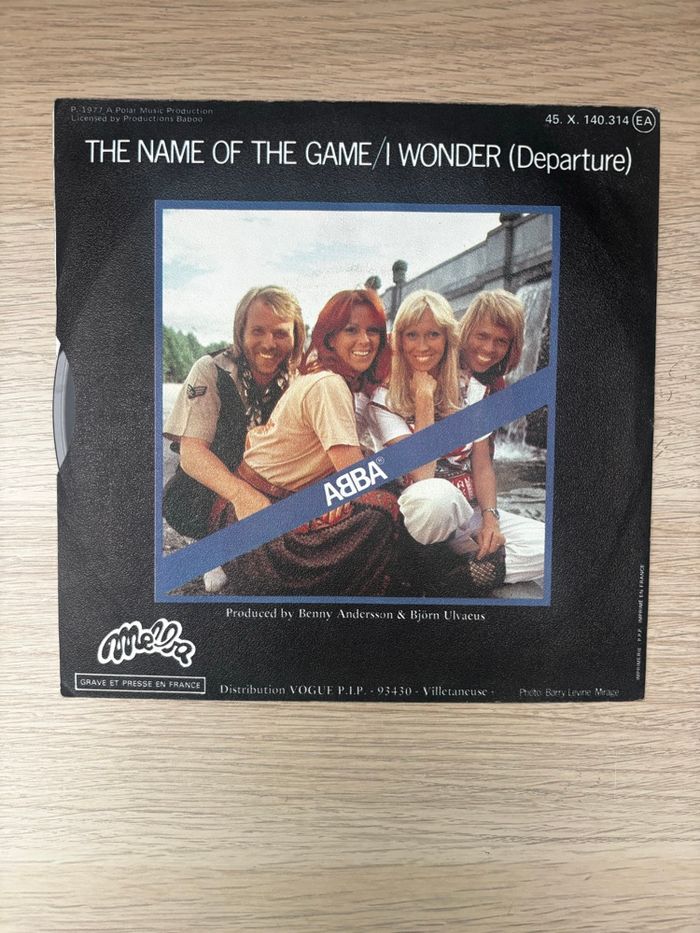 P. 1977 A Polar Music Production
Licensed by Productions Baboo
45. X. 140.314 EA
THE NAME OF THE GAME/I WONDER (Departure)
ABBA®
Produced by Benny Andersson & Björn Ulvaeus
Melba
GRAVE ET PRESSE EN FRANCE
Distribution VOGUE P.I.P. - 93430 - Villetaneuse -
Photo: Barry Levine Mirage
IMPRIMERIE P.P.P. IMPRIMÉ EN FRANCE